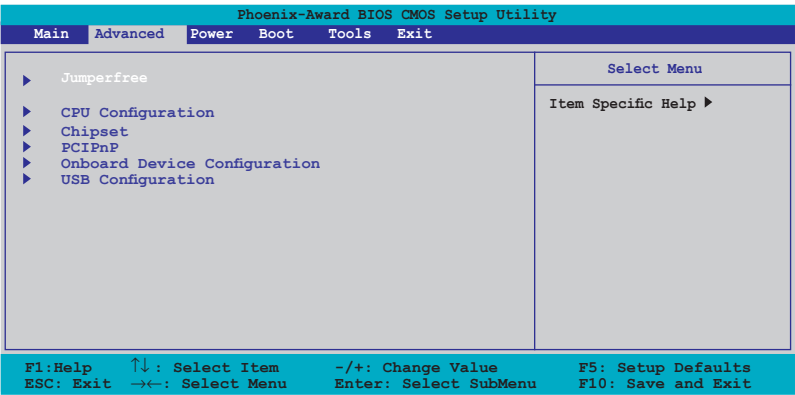 Phoenix-Award BIOS CMOS Setup Utility
Main Advanced Power Boot Tools Exit
Jumperfree
CPU Configuration
Chipset
PCIPnP
Onboard Device Configuration
USB Configuration
Select Menu
Item Specific Help
F1:Help ↑↓: Select Item -/+: Change Value F5: Setup Defaults
ESC: Exit →←: Select Menu Enter: Select SubMenu F10: Save and Exit